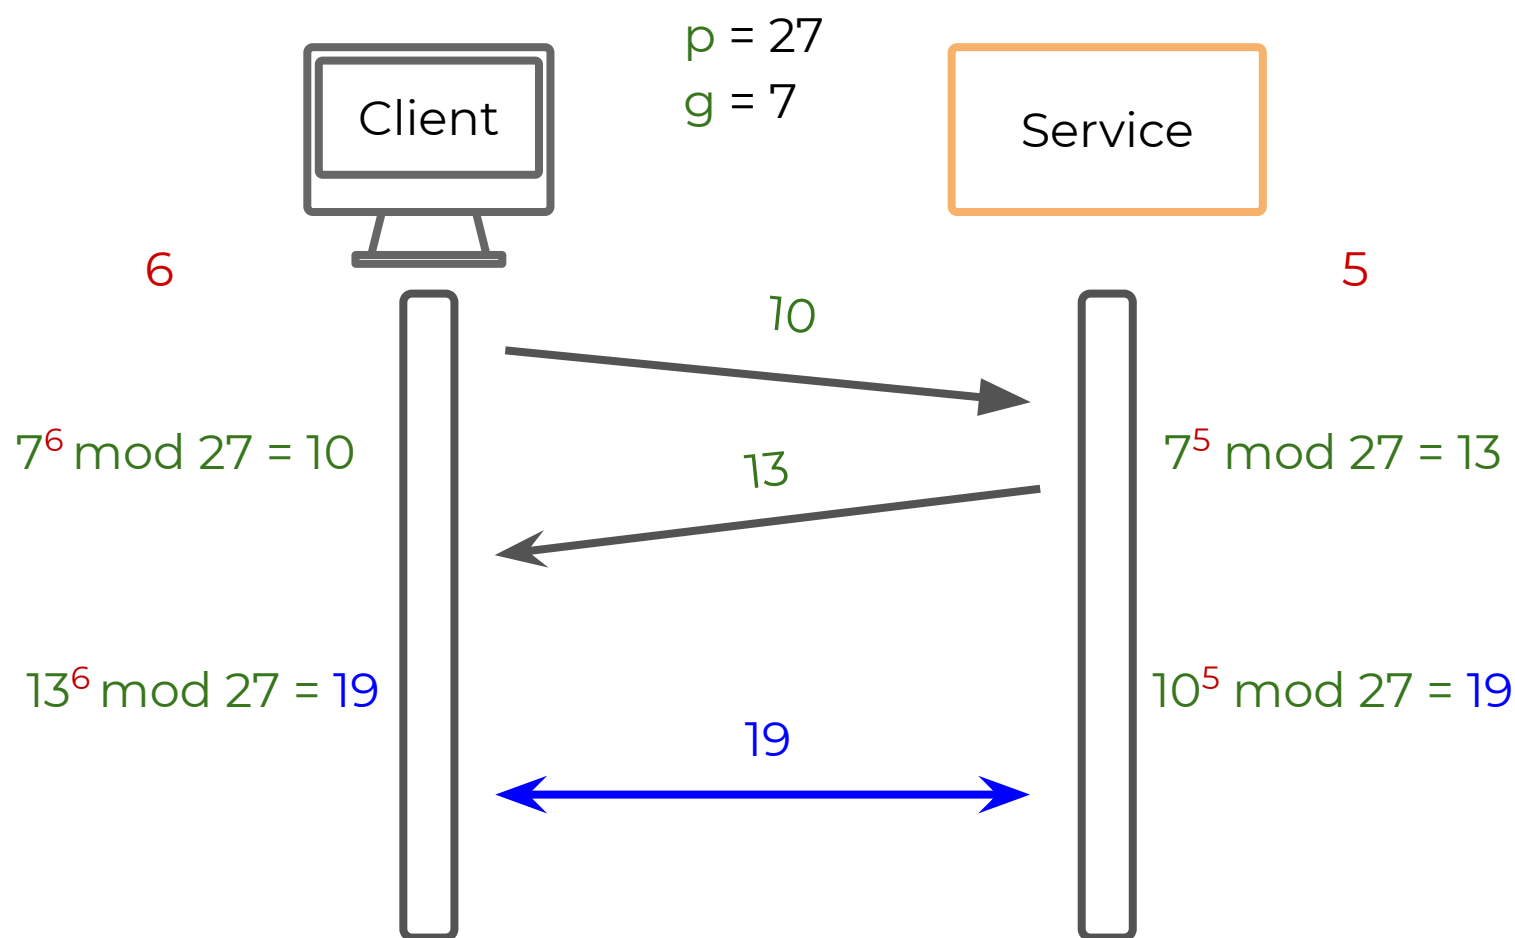 p = 27
g = 7
Client
Service
6
5
10
7⁶ mod 27 = 10
7⁵ mod 27 = 13
13
13⁶ mod 27 = 19
10⁵ mod 27 = 19
19